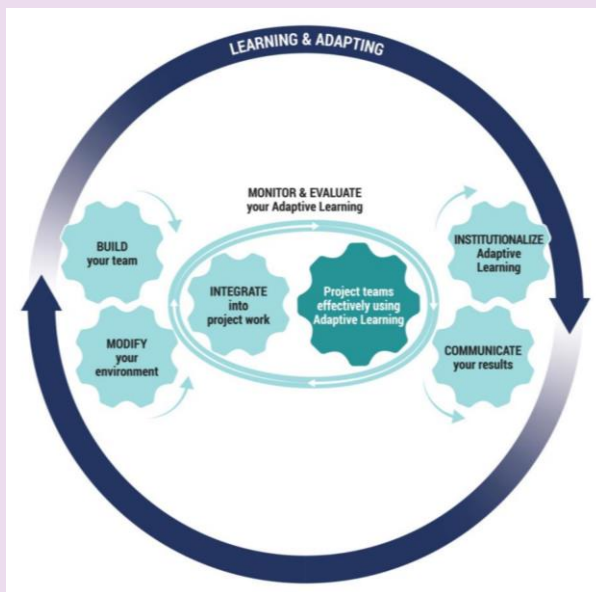 LEARNING & ADAPTING
MONITOR & EVALUATE
your Adaptive Learning
BUILD
your team
INSTITUTIONALIZE
Adaptive
Learning
INTEGRATE
into
project work
Project teams
effectively using
Adaptive Learning
MODIFY
your
environment
COMMUNICATE
your results